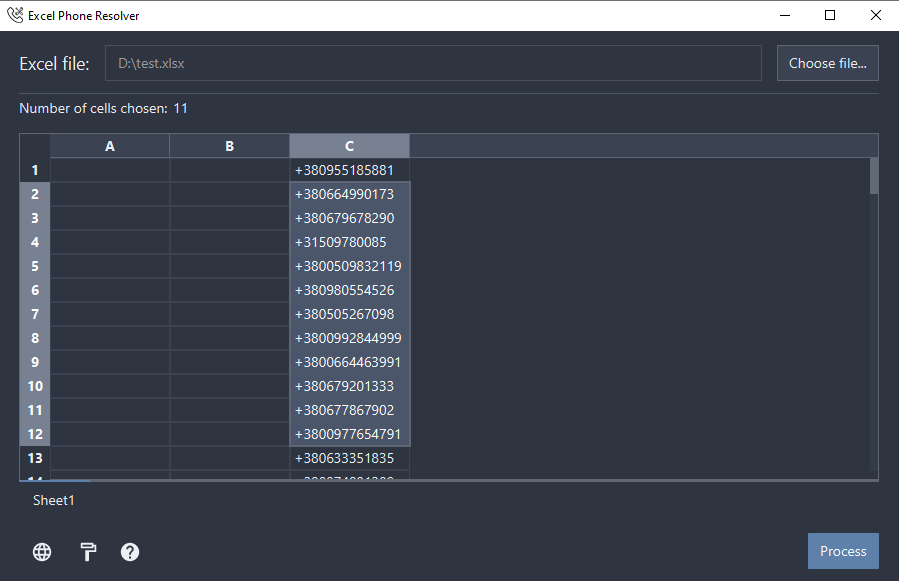 Excel Phone Resolver
Excel file: D:\test.xlsx Choose file...
Number of cells chosen: 11
A B C
1 +380955185881
2 +380664990173
3 +380679678290
4 +31509780085
5 +3800509832119
6 +380980554526
7 +380505267098
8 +3800992844999
9 +3800664463991
10 +380679201333
11 +380677867902
12 +3800977654791
13 +380633351835
Sheet1
Process